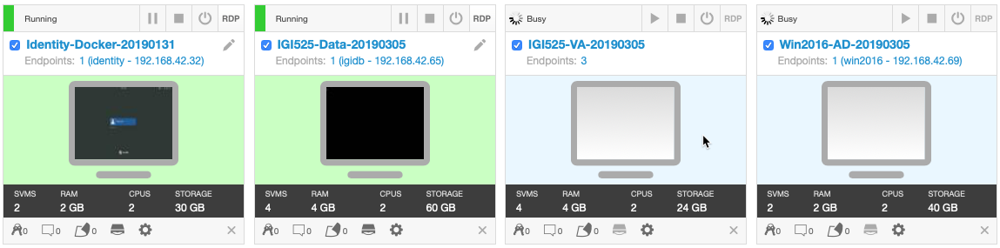 Running RDP
Identity-Docker-20190131
Endpoints: 1 (identity - 192.168.42.32)
SVMS RAM CPUS STORAGE
2 2 GB 2 30 GB
0 0 0
Running RDP
IGI525-Data-20190305
Endpoints: 1 (igidb - 192.168.42.65)
SVMS RAM CPUS STORAGE
4 4 GB 2 60 GB
0 0 0
Busy RDP
IGI525-VA-20190305
Endpoints: 3
SVMS RAM CPUS STORAGE
4 4 GB 2 24 GB
0 0 0
Busy RDP
Win2016-AD-20190305
Endpoints: 1 (win2016 - 192.168.42.69)
SVMS RAM CPUS STORAGE
2 2 GB 2 40 GB
0 0 0